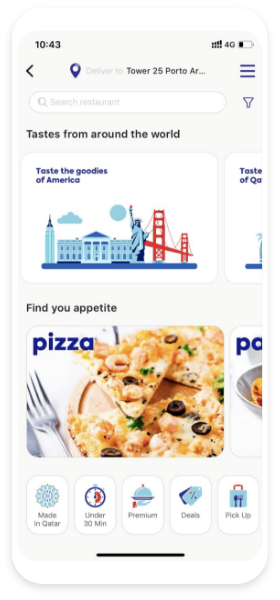 10:43
4G
Deliver to Tower 25 Porto Ar...
Search restaurant
Tastes from around the world
Taste the goodies
of America
Taste
of Qa
Find you appetite
pizza
pa
Made
In Qatar
Under
30 Min
Premium
Deals
Pick Up